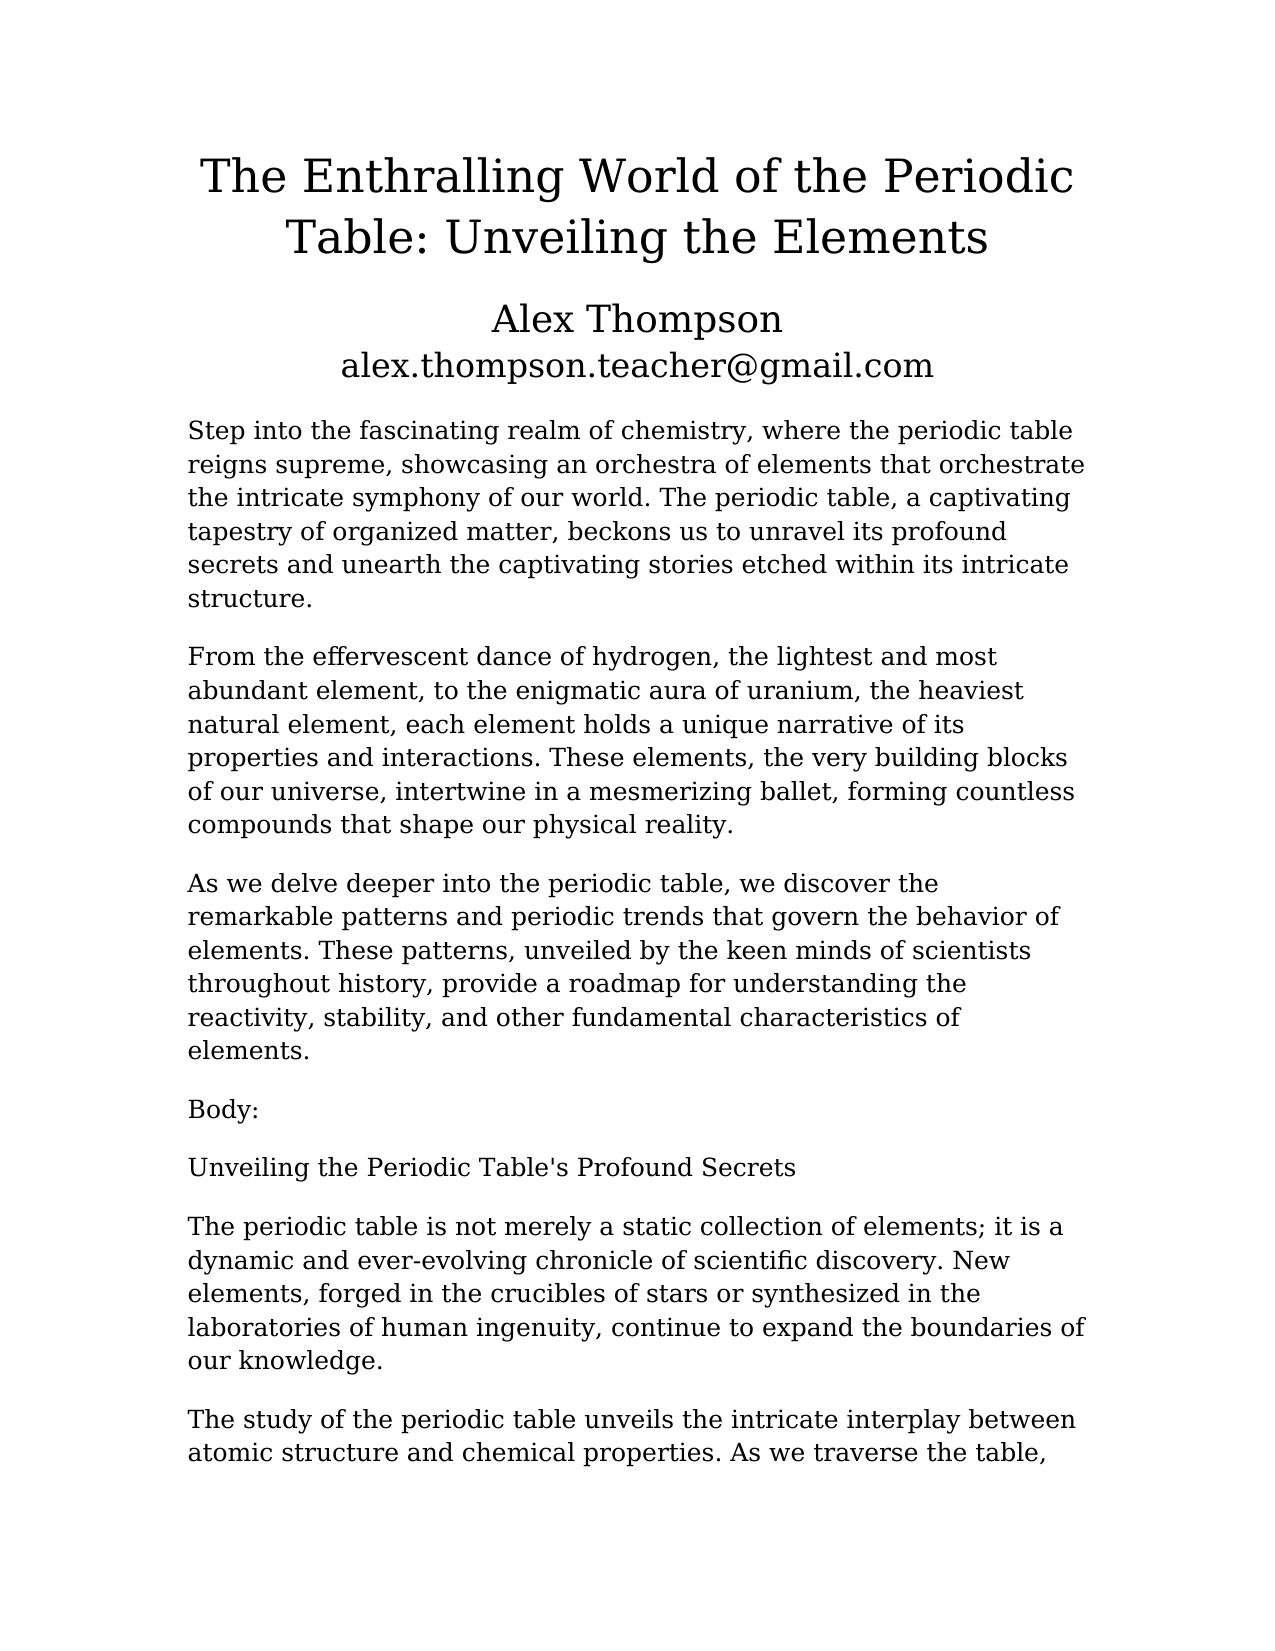 The Enthralling World of the Periodic
Table: Unveiling the Elements
Alex Thompson
alex.thompson.teacher@gmail.com
Step into the fascinating realm of chemistry, where the periodic table
reigns supreme, showcasing an orchestra of elements that orchestrate
the intricate symphony of our world. The periodic table, a captivating
tapestry of organized matter, beckons us to unravel its profound
secrets and unearth the captivating stories etched within its intricate
structure.
From the effervescent dance of hydrogen, the lightest and most
abundant element, to the enigmatic aura of uranium, the heaviest
natural element, each element holds a unique narrative of its
properties and interactions. These elements, the very building blocks
of our universe, intertwine in a mesmerizing ballet, forming countless
compounds that shape our physical reality.
As we delve deeper into the periodic table, we discover the
remarkable patterns and periodic trends that govern the behavior of
elements. These patterns, unveiled by the keen minds of scientists
throughout history, provide a roadmap for understanding the
reactivity, stability, and other fundamental characteristics of
elements.
Body:
Unveiling the Periodic Table's Profound Secrets
The periodic table is not merely a static collection of elements; it is a
dynamic and ever-evolving chronicle of scientific discovery. New
elements, forged in the crucibles of stars or synthesized in the
laboratories of human ingenuity, continue to expand the boundaries of
our knowledge.
The study of the periodic table unveils the intricate interplay between
atomic structure and chemical properties. As we traverse the table,